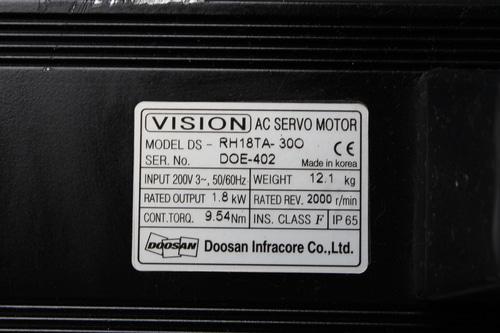 VISION AC SERVO MOTOR
MODEL DS - RH18TA-300 CE
SER. No. DOE-402 Made in korea
INPUT 200V 3~, 50/60Hz WEIGHT 12.1 kg
RATED OUTPUT 1.8 kW RATED REV. 2000 r/min
CONT.TORQ. 9.54Nm INS. CLASS F IP 65
DOOSAN Doosan Infracore Co.,Ltd.